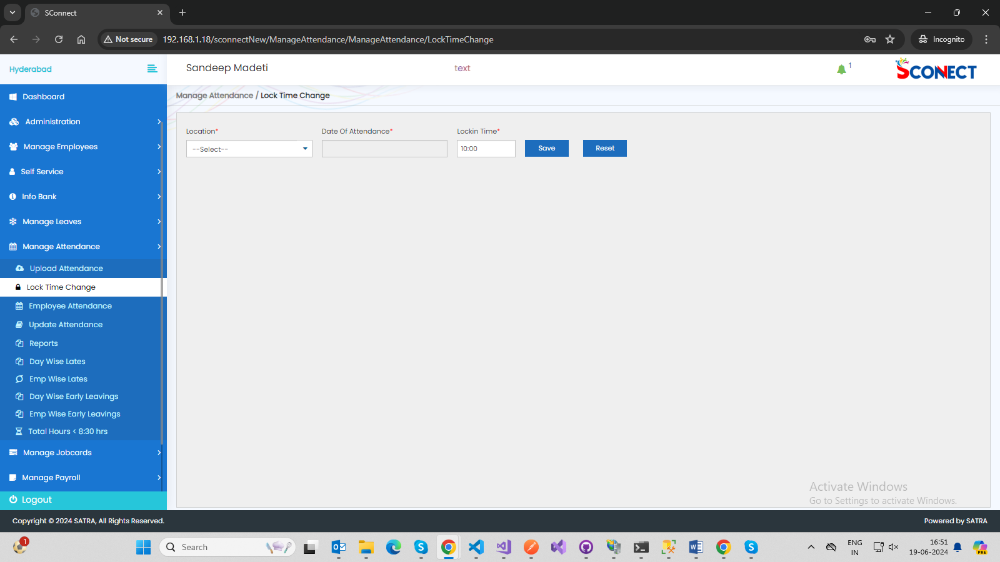 SConnect
Not secure
192.168.1.18/sconnectNew/ManageAttendance/ManageAttendance/LockTimeChange
Incognito
Hyderabad
Sandeep Madeti
text
1
SCONNECT
Dashboard
Administration
Manage Employees
Self Service
Info Bank
Manage Leaves
Manage Attendance
Upload Attendance
Lock Time Change
Employee Attendance
Update Attendance
Reports
Day Wise Lates
Emp Wise Lates
Day Wise Early Leavings
Emp Wise Early Leavings
Total Hours < 8:30 hrs
Manage Jobcards
Manage Payroll
Logout
Manage Attendance / Lock Time Change
Location*
Date Of Attendance*
Lockin Time*
--Select--
10:00
Save
Reset
Activate Windows
Go to Settings to activate Windows.
Copyright © 2024 SATRA, All Rights Reserved.
Powered by SATRA
1
Search
ENG
IN
16:51
19-06-2024
PRE